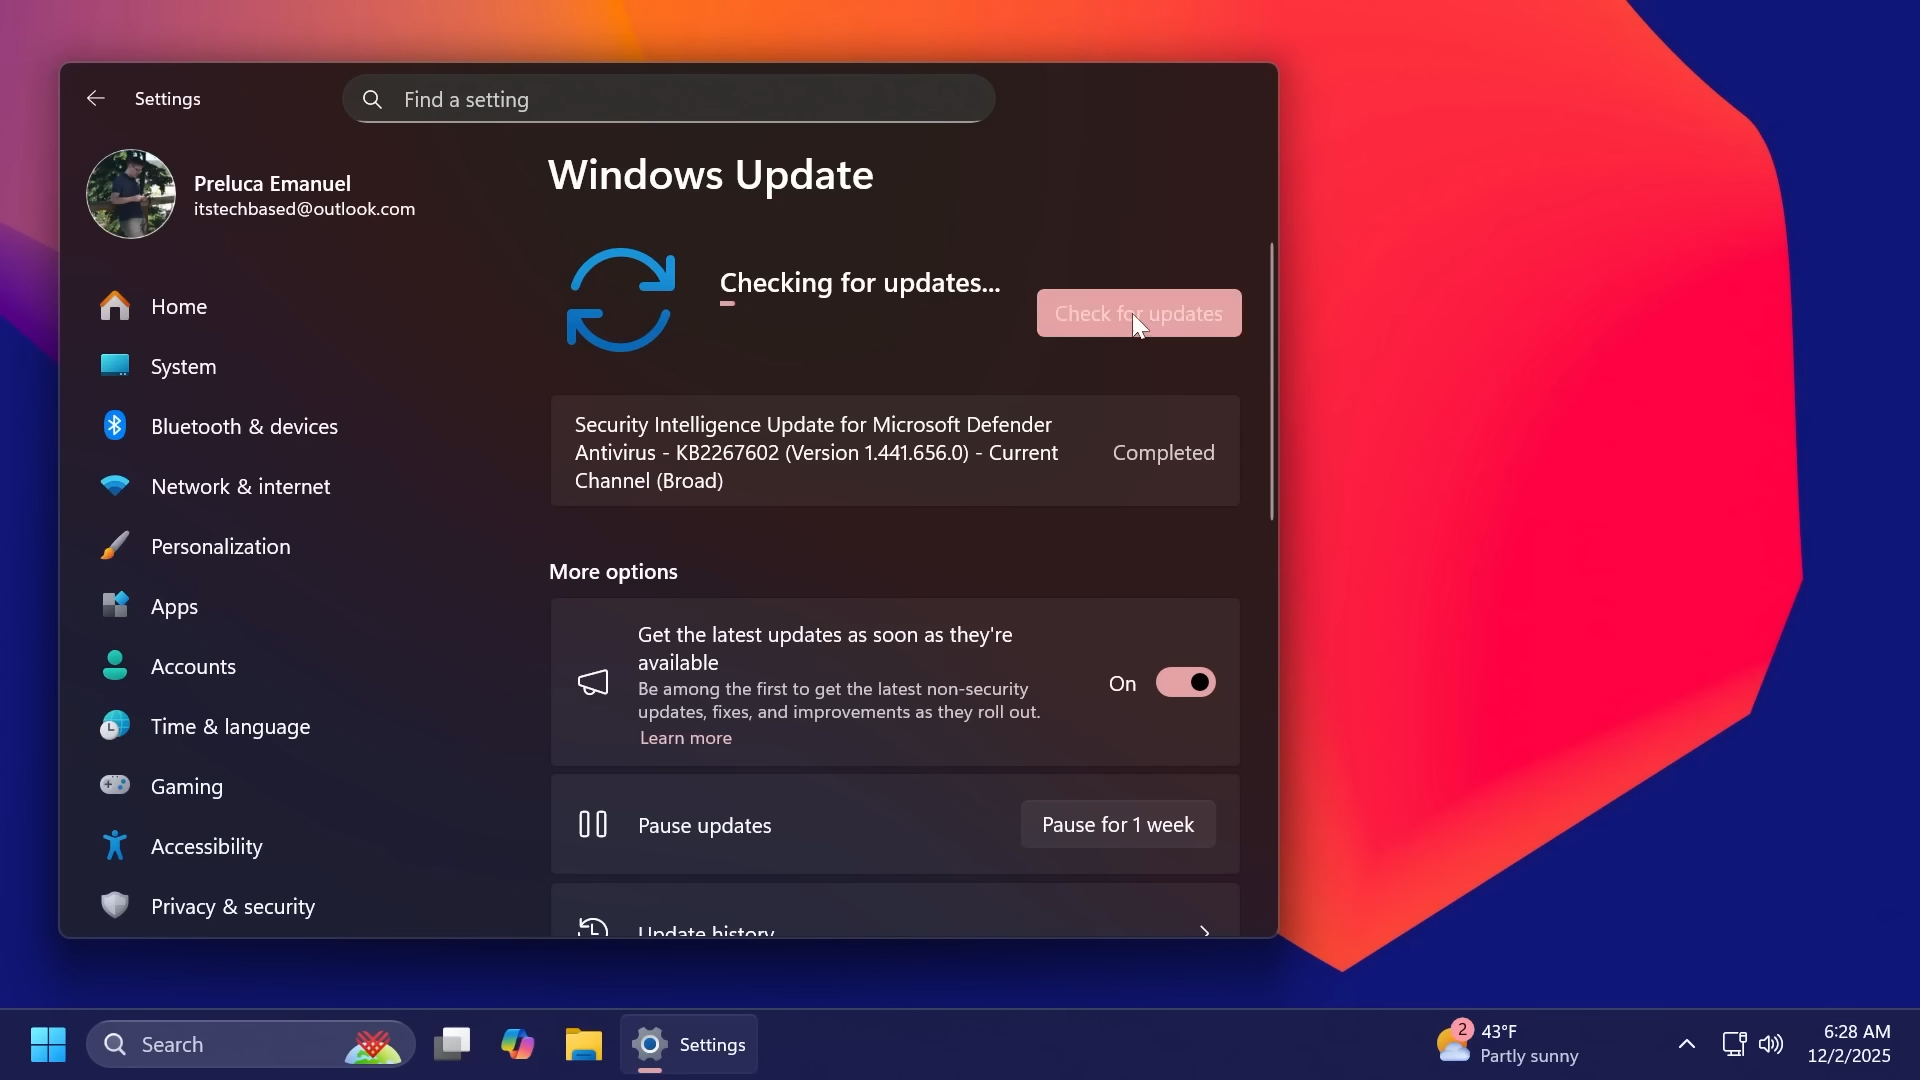 Settings
Find a setting
Preluca Emanuel
itstechbased@outlook.com
Home
System
Bluetooth & devices
Network & internet
Personalization
Apps
Accounts
Time & language
Gaming
Accessibility
Privacy & security
Windows Update
Checking for updates...
Check for updates
Security Intelligence Update for Microsoft Defender
Antivirus - KB2267602 (Version 1.441.656.0) - Current
Channel (Broad)
Completed
More options
Get the latest updates as soon as they're
available
Be among the first to get the latest non-security
updates, fixes, and improvements as they roll out.
Learn more
On
Pause updates
Pause for 1 week
Update history
Search
Settings
2
43°F
Partly sunny
6:28 AM
12/2/2025